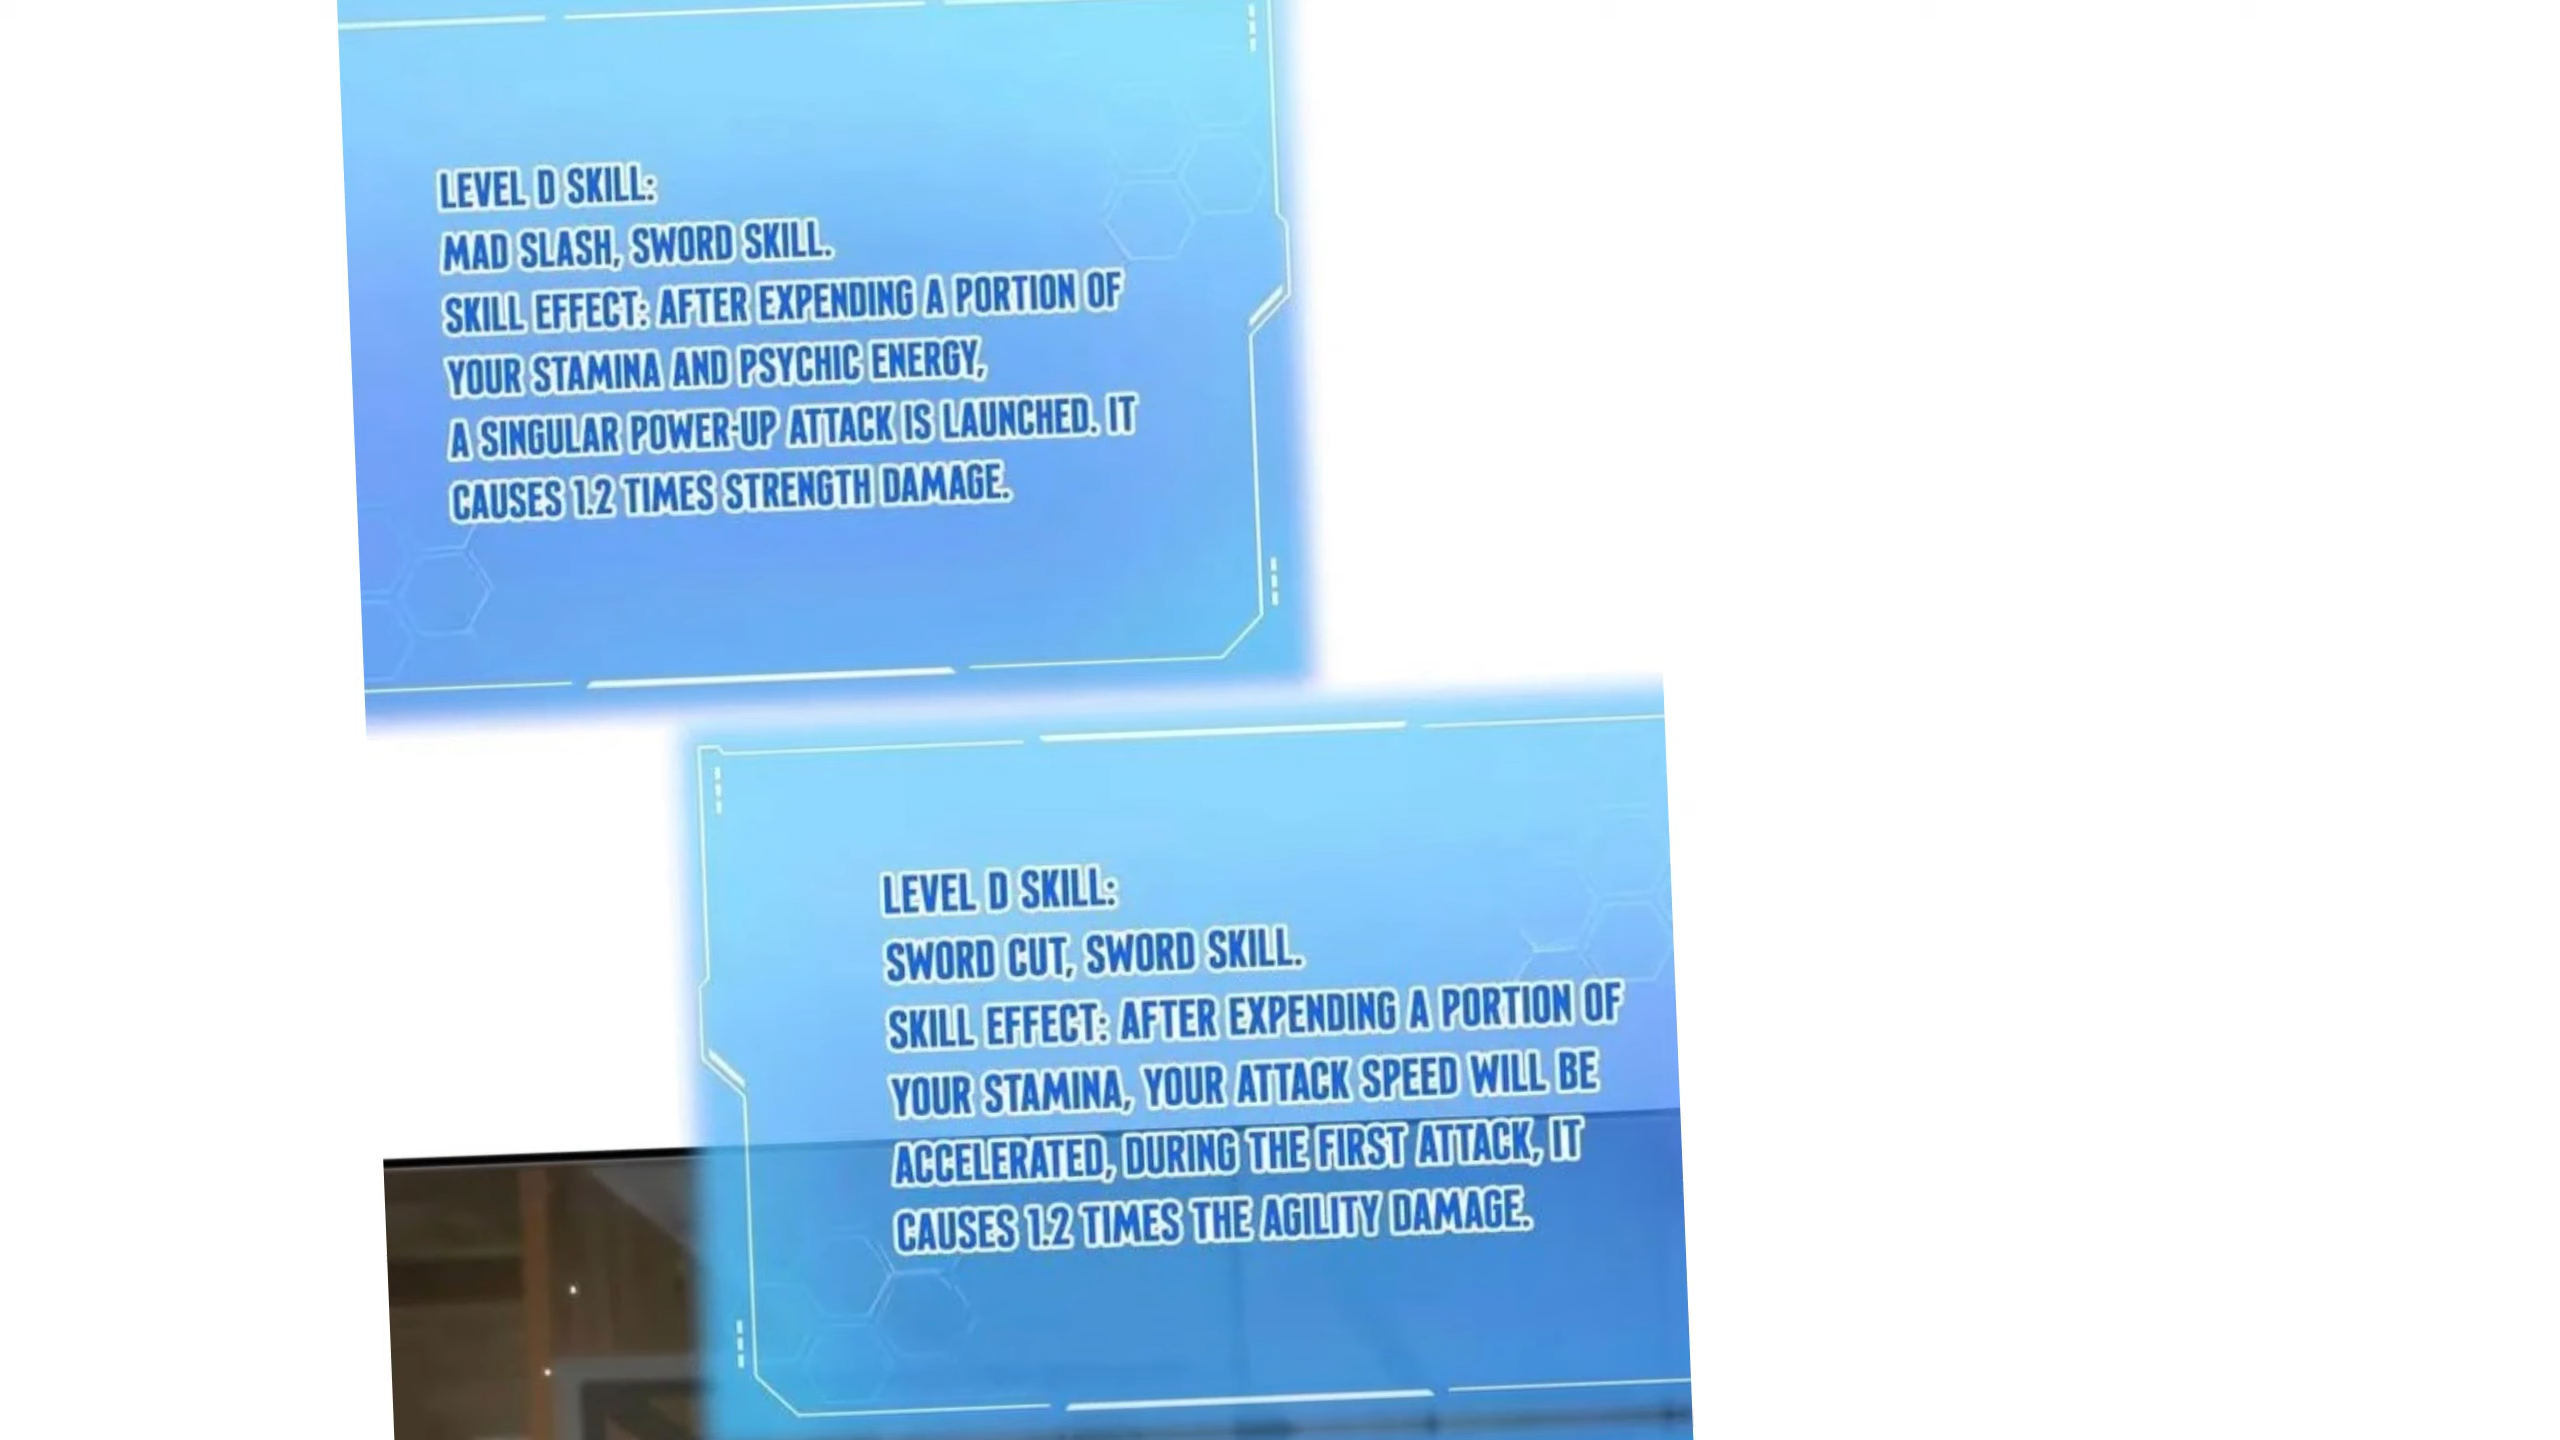 LEVEL D SKILL:
MAD SLASH, SWORD SKILL.
SKILL EFFECT: AFTER EXPENDING A PORTION OF
YOUR STAMINA AND PSYCHIC ENERGY,
A SINGULAR POWER-UP ATTACK IS LAUNCHED. IT
CAUSES 1.2 TIMES STRENGTH DAMAGE.
LEVEL D SKILL:
SWORD CUT, SWORD SKILL.
SKILL EFFECT: AFTER EXPENDING A PORTION OF
YOUR STAMINA, YOUR ATTACK SPEED WILL BE
ACCELERATED, DURING THE FIRST ATTACK, IT
CAUSES 1.2 TIMES THE AGILITY DAMAGE.